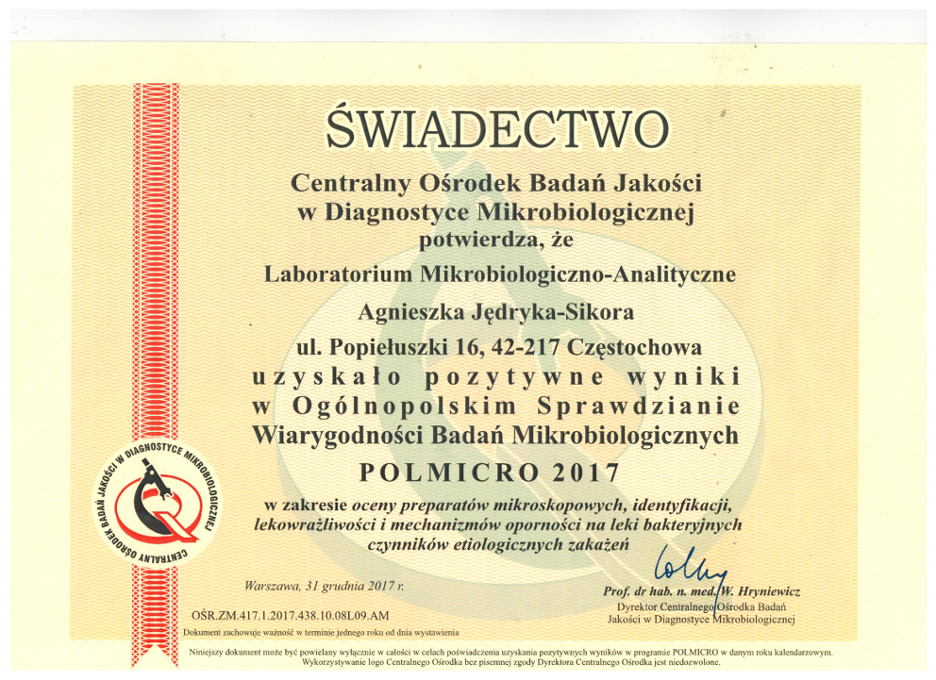 ŚWIADECTWO
Centralny Ośrodek Badań Jakości
w Diagnostyce Mikrobiologicznej
potwierdza, że
Laboratorium Mikrobiologiczno-Analityczne
Agnieszka Jędryka-Sikora
ul. Popiełuszki 16, 42-217 Częstochowa
uzyskało pozytywne wyniki
w Ogólnopolskim Sprawdzianie
Wiarygodności Badań Mikrobiologicznych
POLMICRO 2017
w zakresie oceny preparatów mikroskopowych, identyfikacji,
lekowrażliwości i mechanizmów oporności na leki bakteryjnych
czynników etiologicznych zakażeń
CENTRALNY OŚRODEK BADAŃ JAKOŚCI W DIAGNOSTYCE MIKROBIOLOGICZNEJ
Warszawa, 31 grudnia 2017 r.
Prof. dr hab. n. med. W. Hryniewicz
Dyrektor Centralnego Ośrodka Badań
Jakości w Diagnostyce Mikrobiologicznej
OŚR.ZM.417.1.2017.438.10.08L09.AM
Dokument zachowuje ważność w terminie jednego roku od dnia wystawienia
Niniejszy dokument może być powielany wyłącznie w całości w celach poświadczenia uzyskania pozytywnych wyników w programie POLMICRO w danym roku kalendarzowym.
Wykorzystywanie logo Centralnego Ośrodka bez pisemnej zgody Dyrektora Centralnego Ośrodka jest niedozwolone.